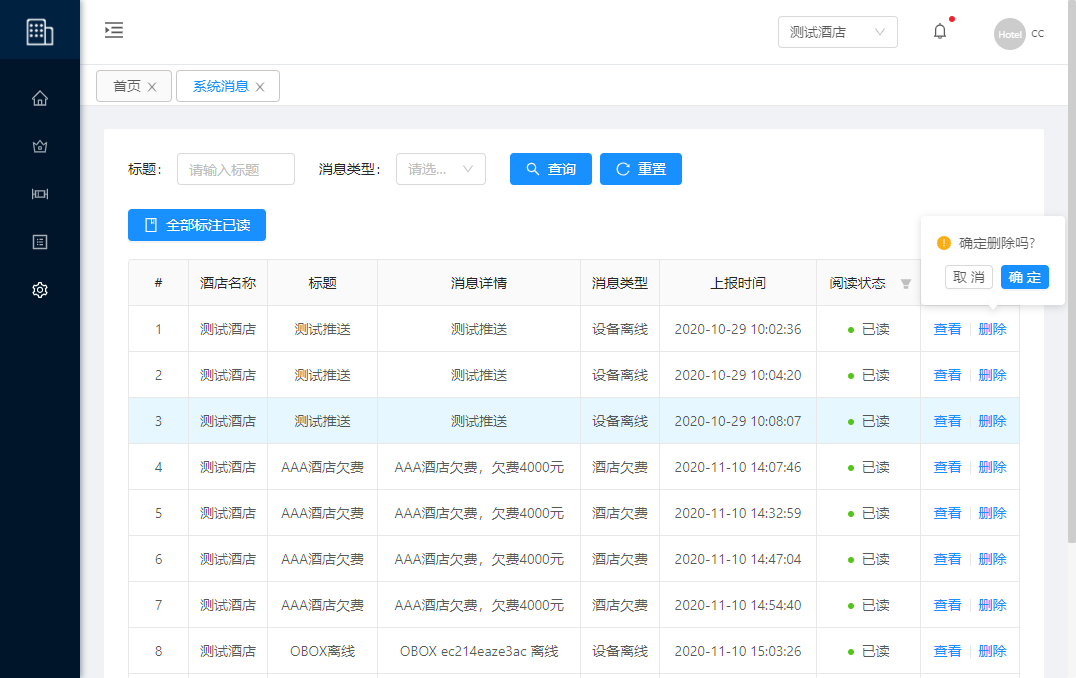 测试酒店
Hotel cc
首页 系统消息
标题: 请输入标题 消息类型: 请选... 查询 重置
全部标注已读
确定删除吗?
取 消 确 定
# 酒店名称 标题 消息详情 消息类型 上报时间 阅读状态
1 测试酒店 测试推送 测试推送 设备离线 2020-10-29 10:02:36 已读 查看 删除
2 测试酒店 测试推送 测试推送 设备离线 2020-10-29 10:04:20 已读 查看 删除
3 测试酒店 测试推送 测试推送 设备离线 2020-10-29 10:08:07 已读 查看 删除
4 测试酒店 AAA酒店欠费 AAA酒店欠费，欠费4000元 酒店欠费 2020-11-10 14:07:46 已读 查看 删除
5 测试酒店 AAA酒店欠费 AAA酒店欠费，欠费4000元 酒店欠费 2020-11-10 14:32:59 已读 查看 删除
6 测试酒店 AAA酒店欠费 AAA酒店欠费，欠费4000元 酒店欠费 2020-11-10 14:47:04 已读 查看 删除
7 测试酒店 AAA酒店欠费 AAA酒店欠费，欠费4000元 酒店欠费 2020-11-10 14:54:40 已读 查看 删除
8 测试酒店 OBOX离线 OBOX ec214eaze3ac 离线 设备离线 2020-11-10 15:03:26 已读 查看 删除